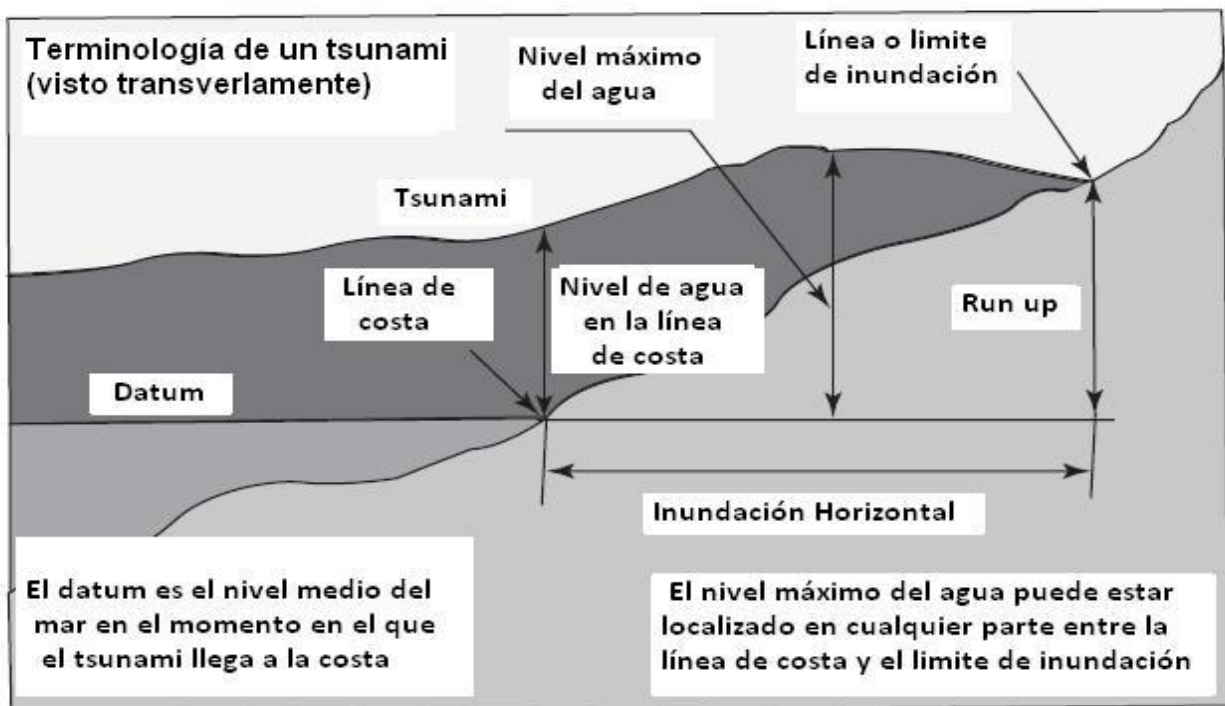 Terminología de un tsunami
(visto transverlamente)
Nivel máximo
del agua
Línea o limite
de inundación
Tsunami
Línea de
costa
Nivel de agua
en la línea
de costa
Run up
Datum
Inundación Horizontal
El datum es el nivel medio del
mar en el momento en el que
el tsunami llega a la costa
El nivel máximo del agua puede estar
localizado en cualquier parte entre la
línea de costa y el limite de inundación